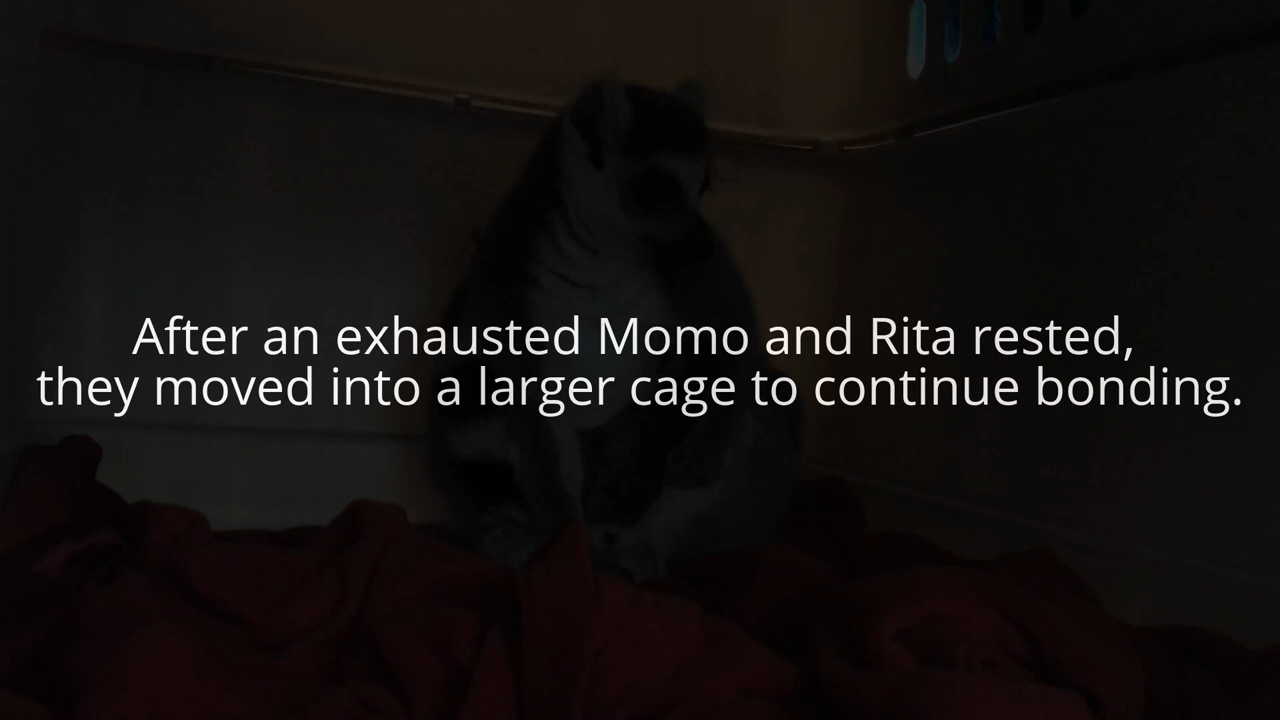 After an exhausted Momo and Rita rested,
they moved into a larger cage to continue bonding.